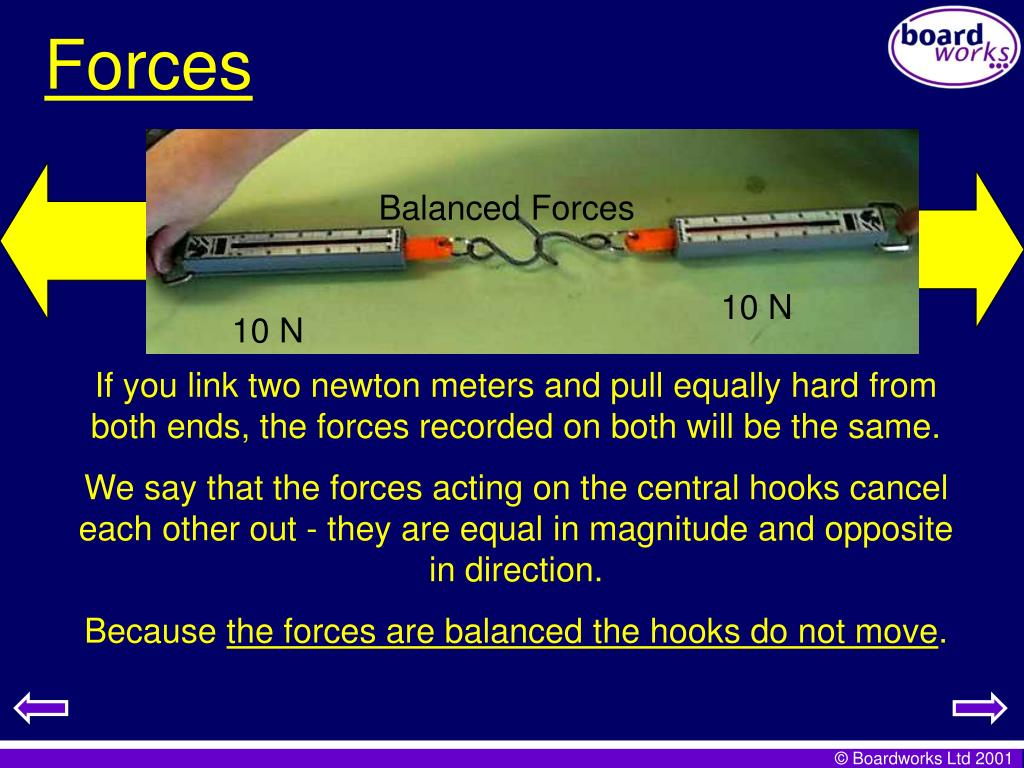 Forces
board
works
Balanced Forces
10 N
10 N
If you link two newton meters and pull equally hard from
both ends, the forces recorded on both will be the same.
We say that the forces acting on the central hooks cancel
each other out - they are equal in magnitude and opposite
in direction.
Because the forces are balanced the hooks do not move.
© Boardworks Ltd 2001